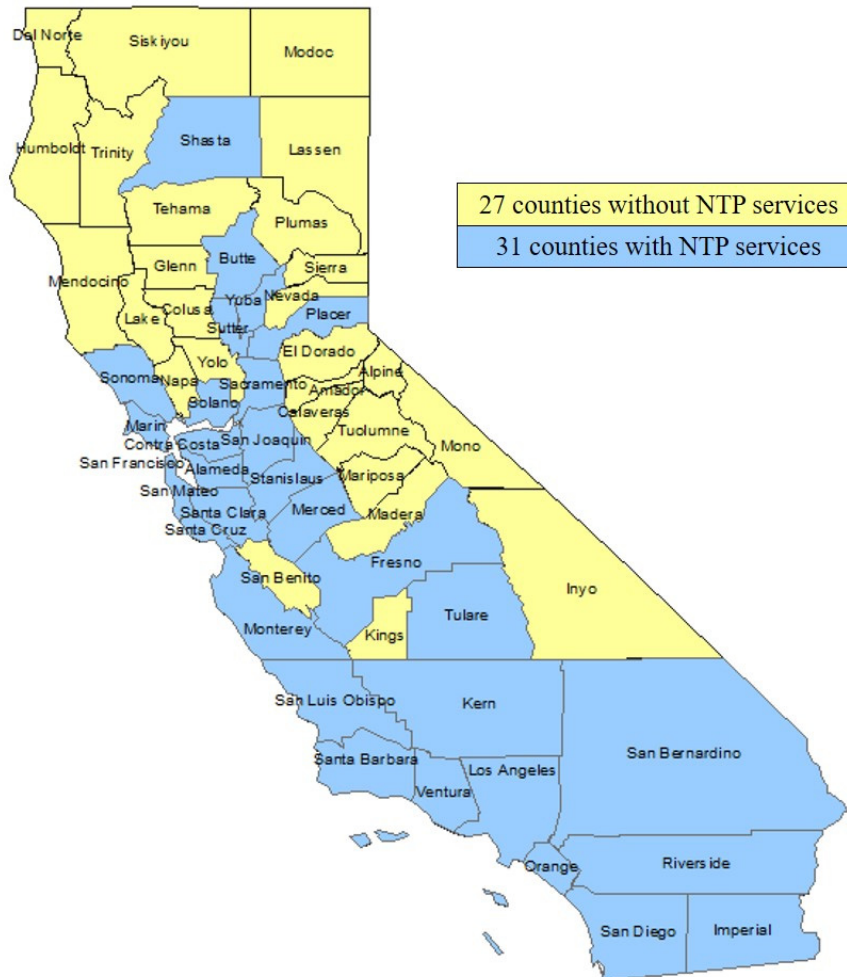 Del Norte
Siskiyou
Modoc
Shasta
Humboldt
Trinity
Lassen
27 counties without NTP services
31 counties with NTP services
Tehama
Plumas
Glenn
Butte
Sierra
Mendocino
Yuba
Nevada
Lake
Colusa
Sutter
Placer
El Dorado
Sonoma
Napa
Yolo
Alpine
Sacramento
Amador
Solano
Calaveras
Marin
Tuolumne
Contra Costa
San Joaquin
Mono
San Francisco
Alameda
Stanislaus
Mariposa
San Mateo
Santa Clara
Merced
Madera
Santa Cruz
Fresno
San Benito
Inyo
Monterey
Kings
Tulare
San Luis Obispo
Kern
San Bernardino
Santa Barbara
Los Angeles
Ventura
Orange
Riverside
San Diego
Imperial